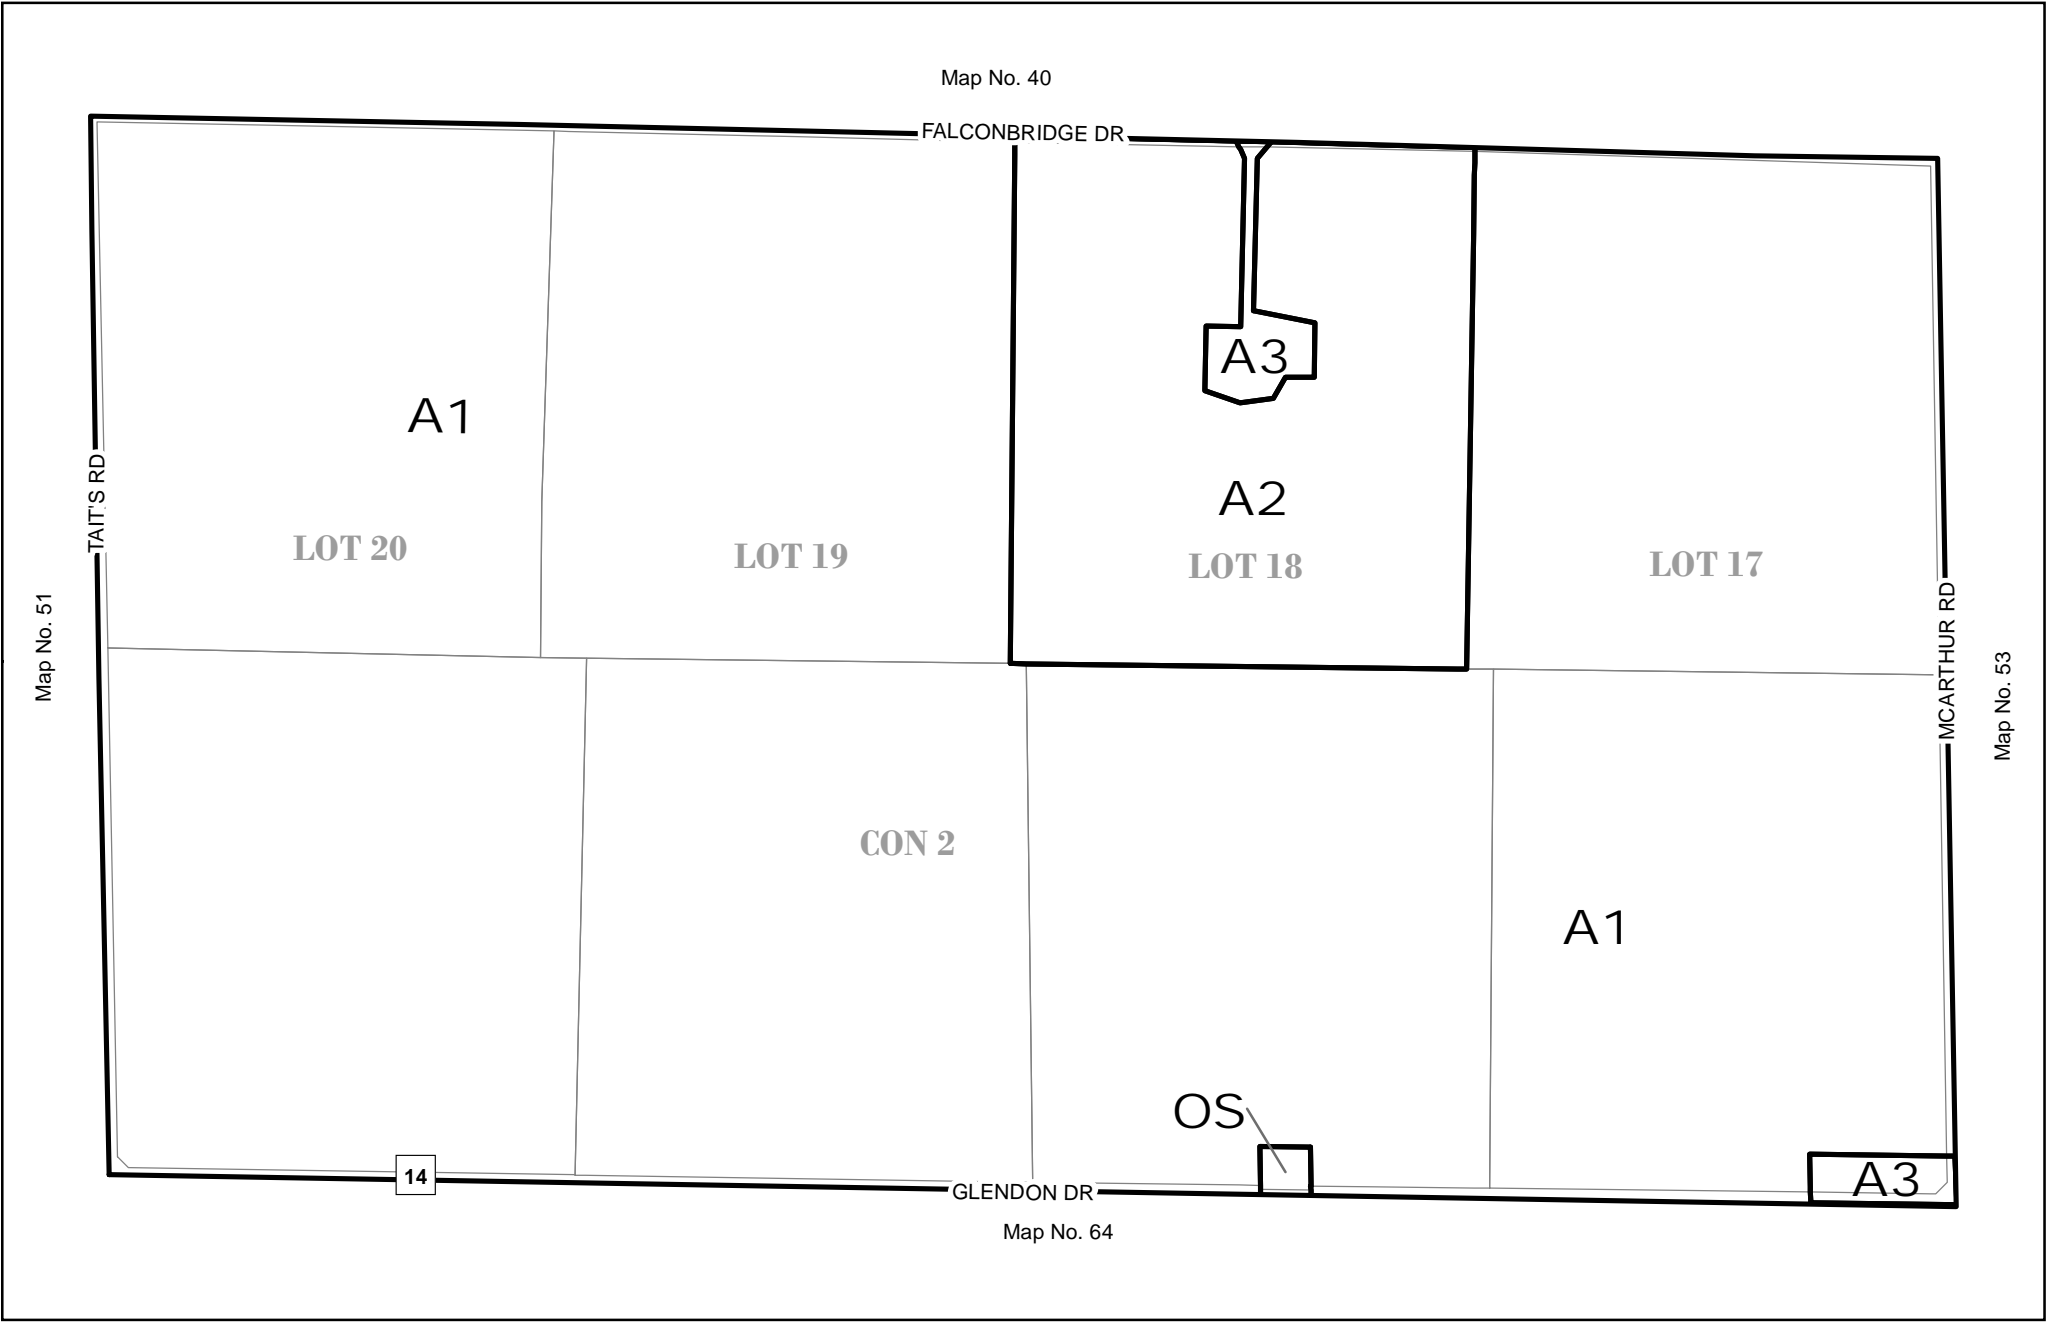 Map No. 40
FALCONBRIDGE DR
A3
A1
A2
TAIT'S RD
LOT 20
LOT 19
LOT 18
LOT 17
Map No. 51
MCARTHUR RD
Map No. 53
CON 2
A1
OS
14
A3
GLENDON DR
Map No. 64